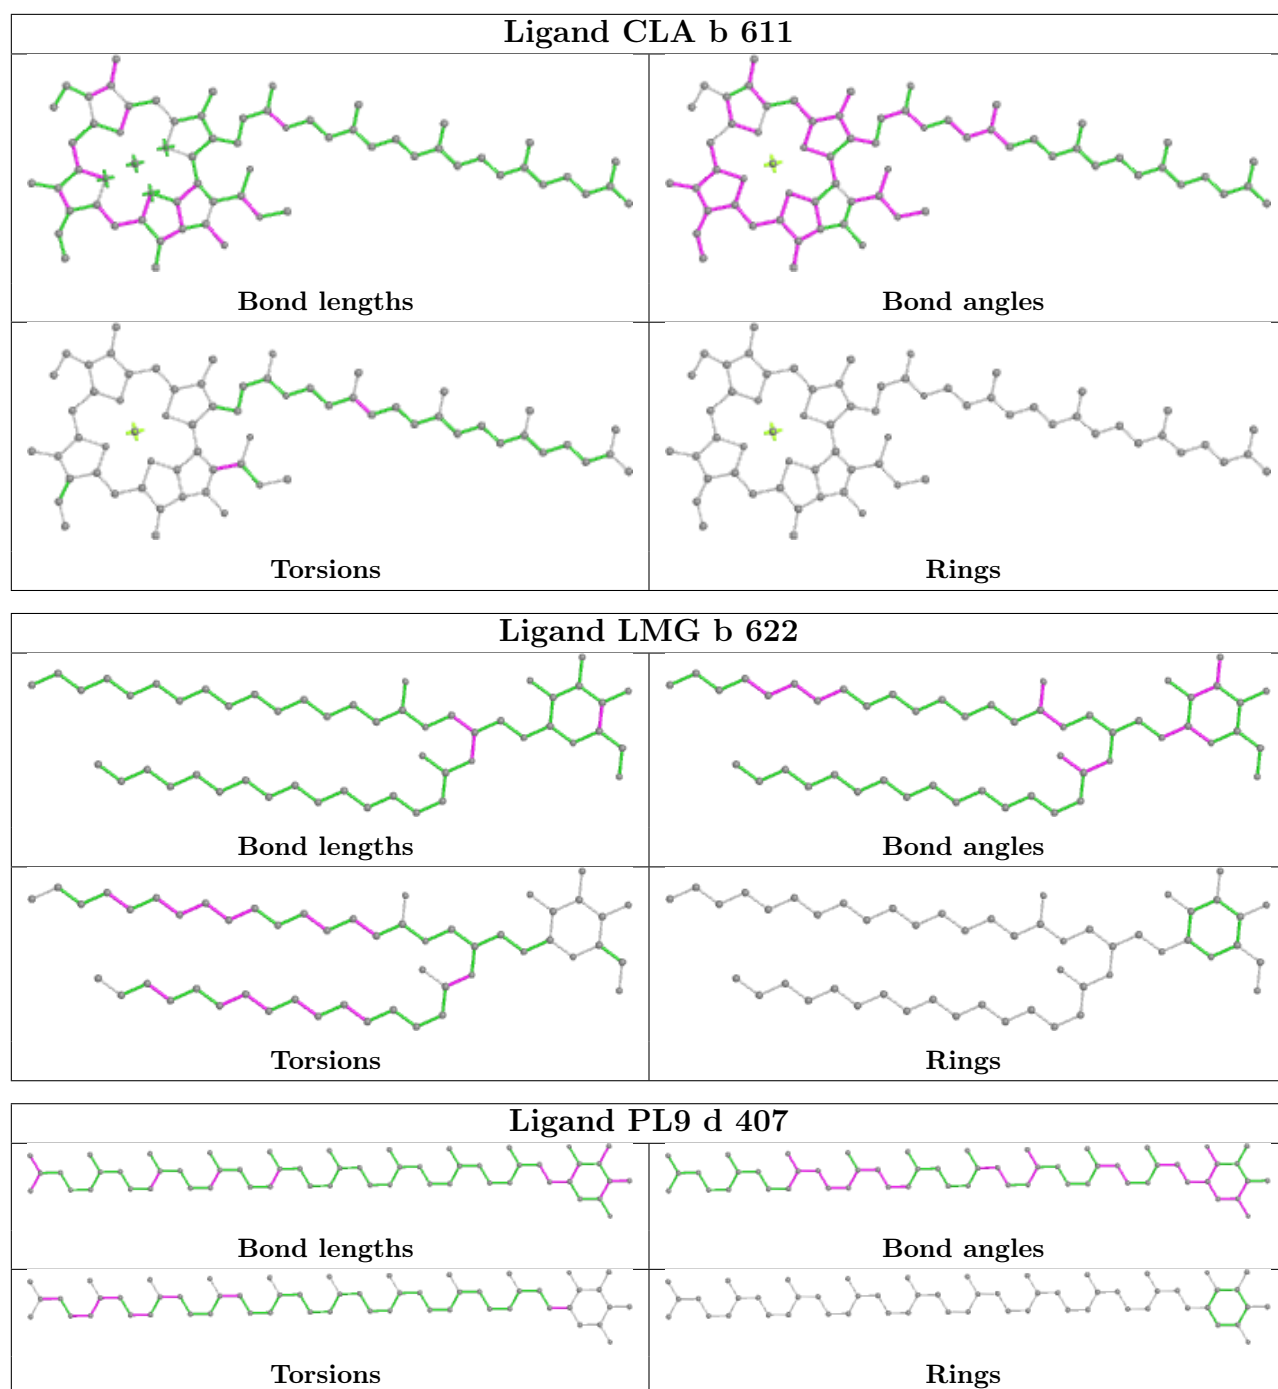 Ligand CLA b 611
Bond lengths
Bond angles
Torsions
Rings
Ligand LMG b 622
Bond lengths
Bond angles
Torsions
Rings
Ligand PL9 d 407
Bond lengths
Bond angles
Torsions
Rings